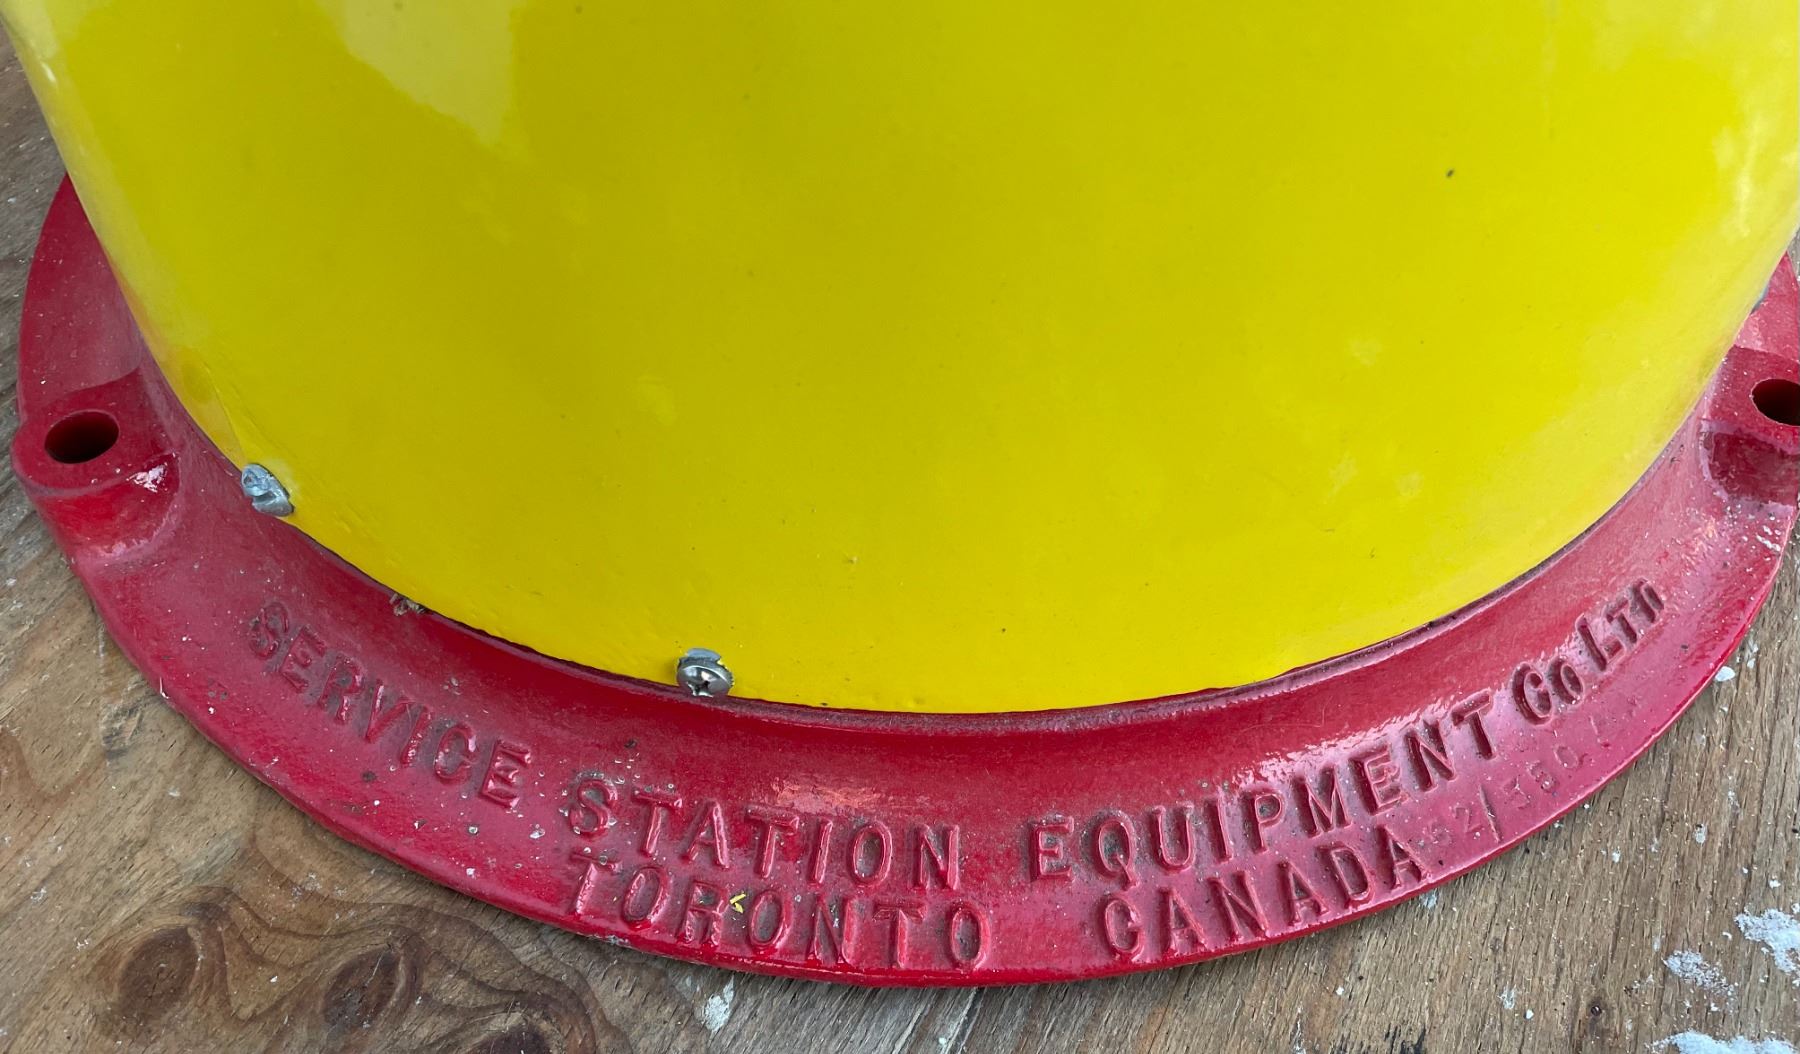 SERVICE STATION EQUIPMENT Co LTD
TORONTO CANADA